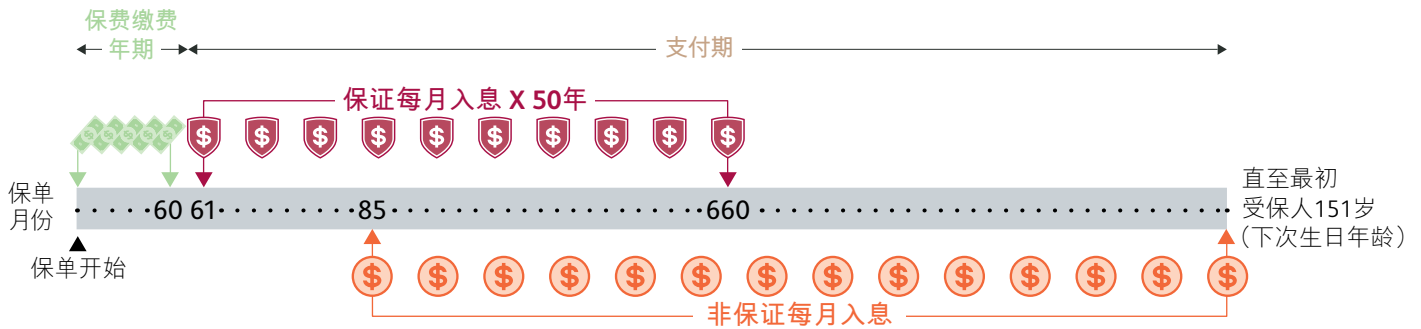 保费缴费
年期
支付期
保证每月入息 X 50年
保单
月份
60 61 85 660
直至最初
受保人151岁
（下次生日年龄）
保单开始
非保证每月入息